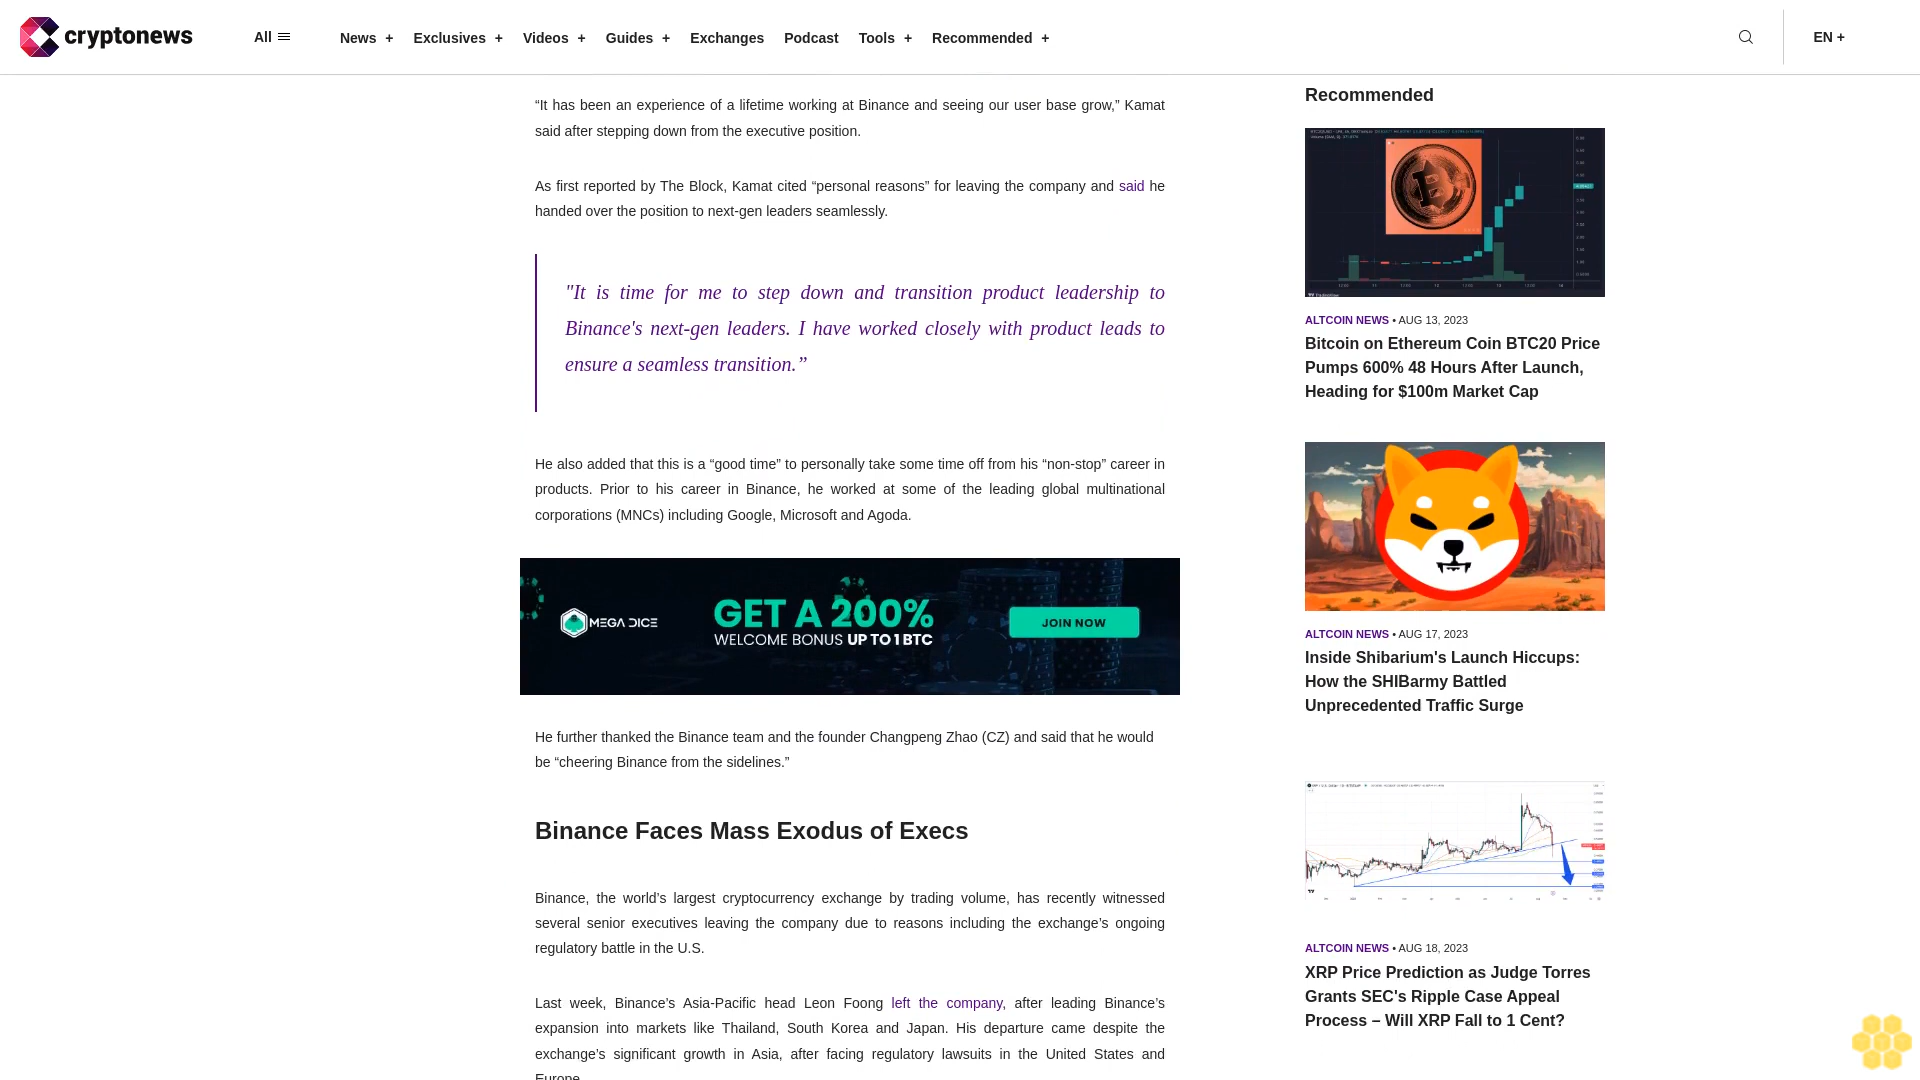 cryptonews
All
News +
Exclusives +
Videos +
Guides +
Exchanges
Podcast
Tools +
Recommended +
EN +
“It has been an experience of a lifetime working at Binance and seeing our user base grow,” Kamat
said after stepping down from the executive position.
As first reported by The Block, Kamat cited “personal reasons” for leaving the company and said he
handed over the position to next-gen leaders seamlessly.
"It is time for me to step down and transition product leadership to
Binance's next-gen leaders. I have worked closely with product leads to
ensure a seamless transition.”
He also added that this is a “good time” to personally take some time off from his “non-stop” career in
products. Prior to his career in Binance, he worked at some of the leading global multinational
corporations (MNCs) including Google, Microsoft and Agoda.
MEGA DICE
GET A 200%
WELCOME BONUS UP TO 1 BTC
JOIN NOW
He further thanked the Binance team and the founder Changpeng Zhao (CZ) and said that he would
be “cheering Binance from the sidelines.”
Binance Faces Mass Exodus of Execs
Binance, the world’s largest cryptocurrency exchange by trading volume, has recently witnessed
several senior executives leaving the company due to reasons including the exchange’s ongoing
regulatory battle in the U.S.
Last week, Binance’s Asia-Pacific head Leon Foong left the company, after leading Binance’s
expansion into markets like Thailand, South Korea and Japan. His departure came despite the
exchange’s significant growth in Asia, after facing regulatory lawsuits in the United States and
Europe.
Recommended
ALTCOIN NEWS • AUG 13, 2023
Bitcoin on Ethereum Coin BTC20 Price
Pumps 600% 48 Hours After Launch,
Heading for $100m Market Cap
ALTCOIN NEWS • AUG 17, 2023
Inside Shibarium's Launch Hiccups:
How the SHIBarmy Battled
Unprecedented Traffic Surge
ALTCOIN NEWS • AUG 18, 2023
XRP Price Prediction as Judge Torres
Grants SEC's Ripple Case Appeal
Process – Will XRP Fall to 1 Cent?